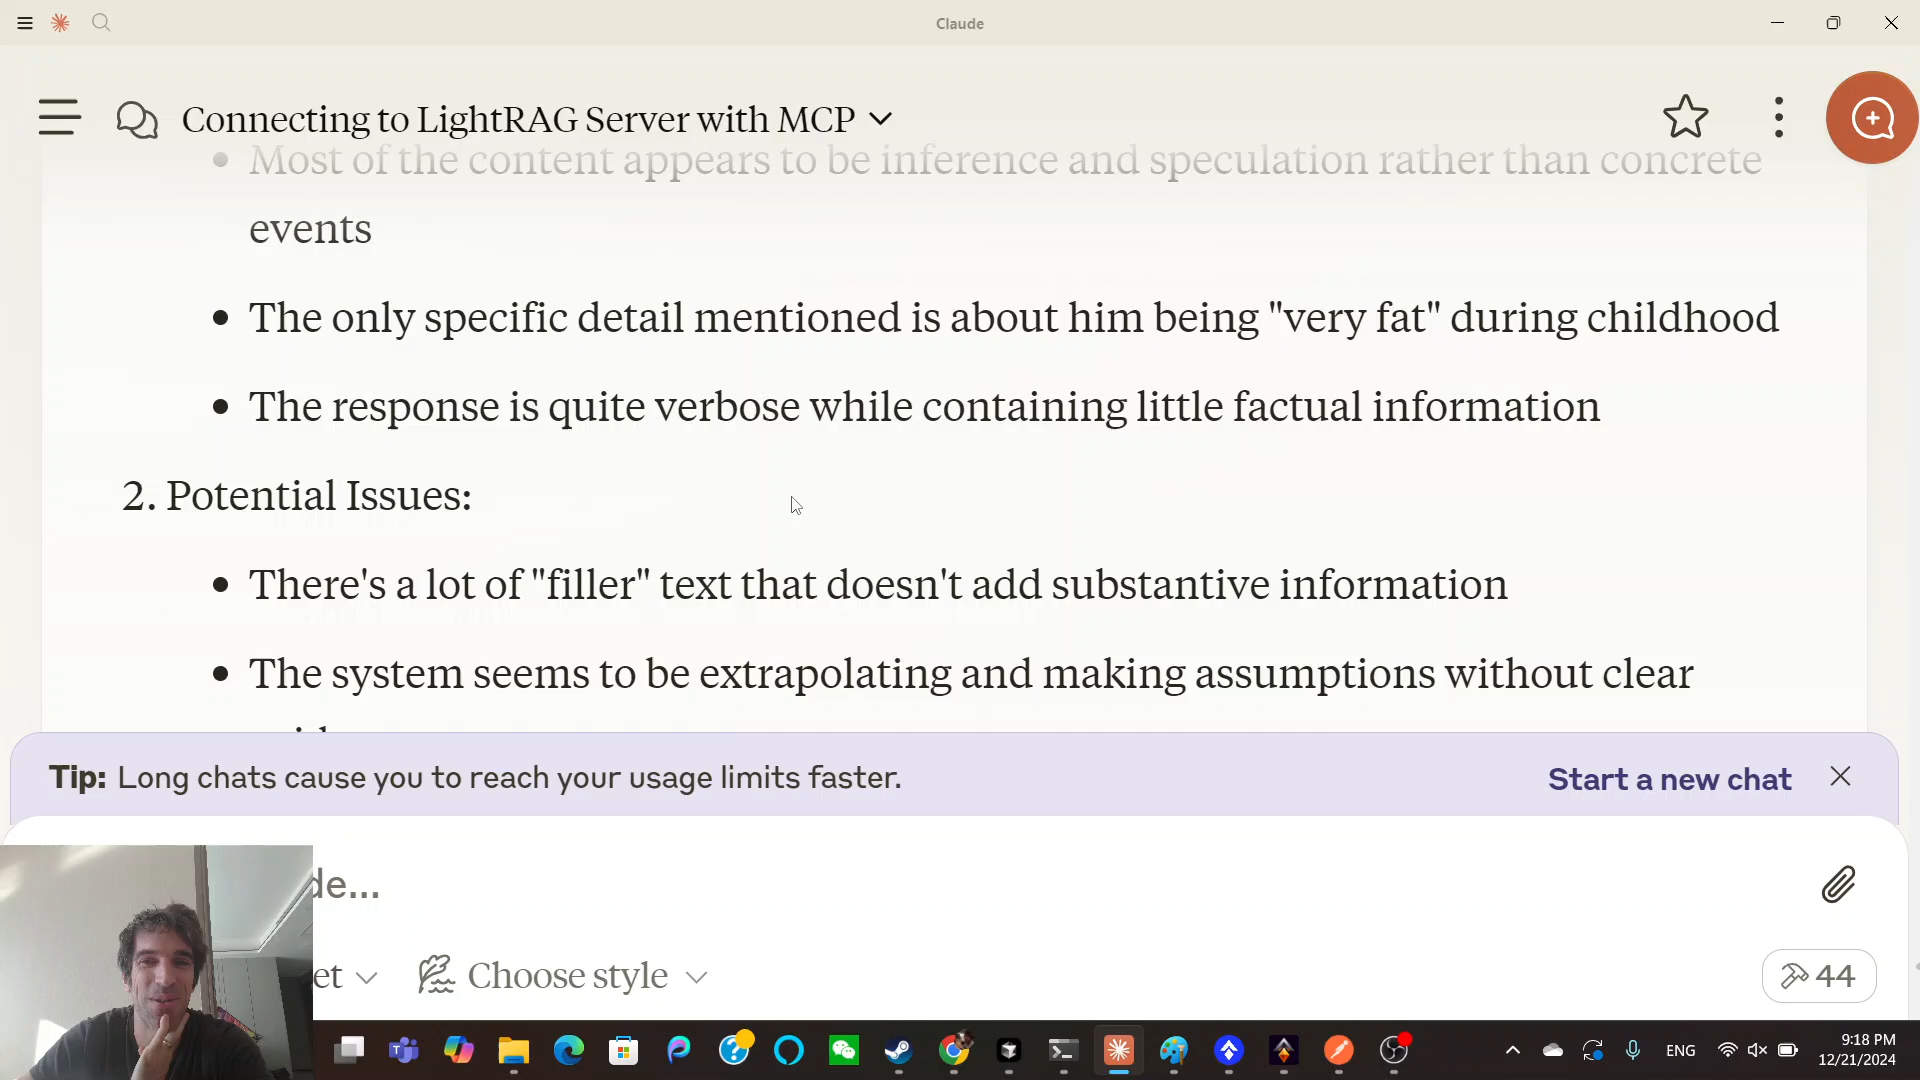 Claude
Connecting to LightRAG Server with MCP
• Most of the content appears to be inference and speculation rather than concrete
events
• The only specific detail mentioned is about him being "very fat" during childhood
• The response is quite verbose while containing little factual information
2. Potential Issues:
• There's a lot of "filler" text that doesn't add substantive information
• The system seems to be extrapolating and making assumptions without clear
Tip: Long chats cause you to reach your usage limits faster.
Start a new chat
de...
et
Choose style
44
ENG
9:18 PM
12/21/2024